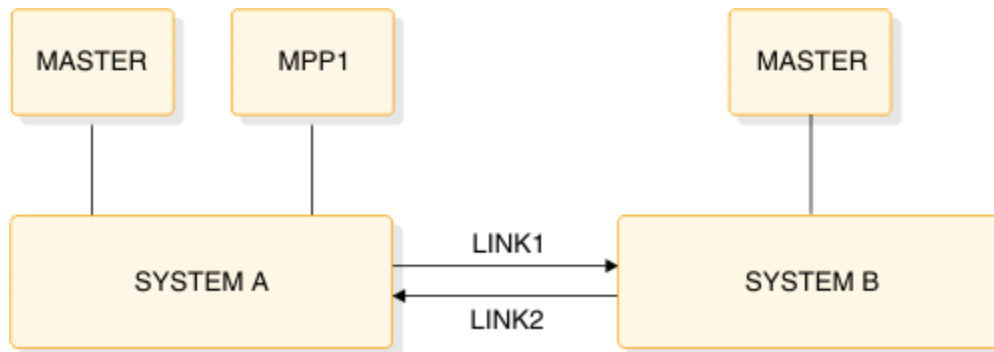 MASTER
MPP1
MASTER
LINK1
SYSTEM A
SYSTEM B
LINK2